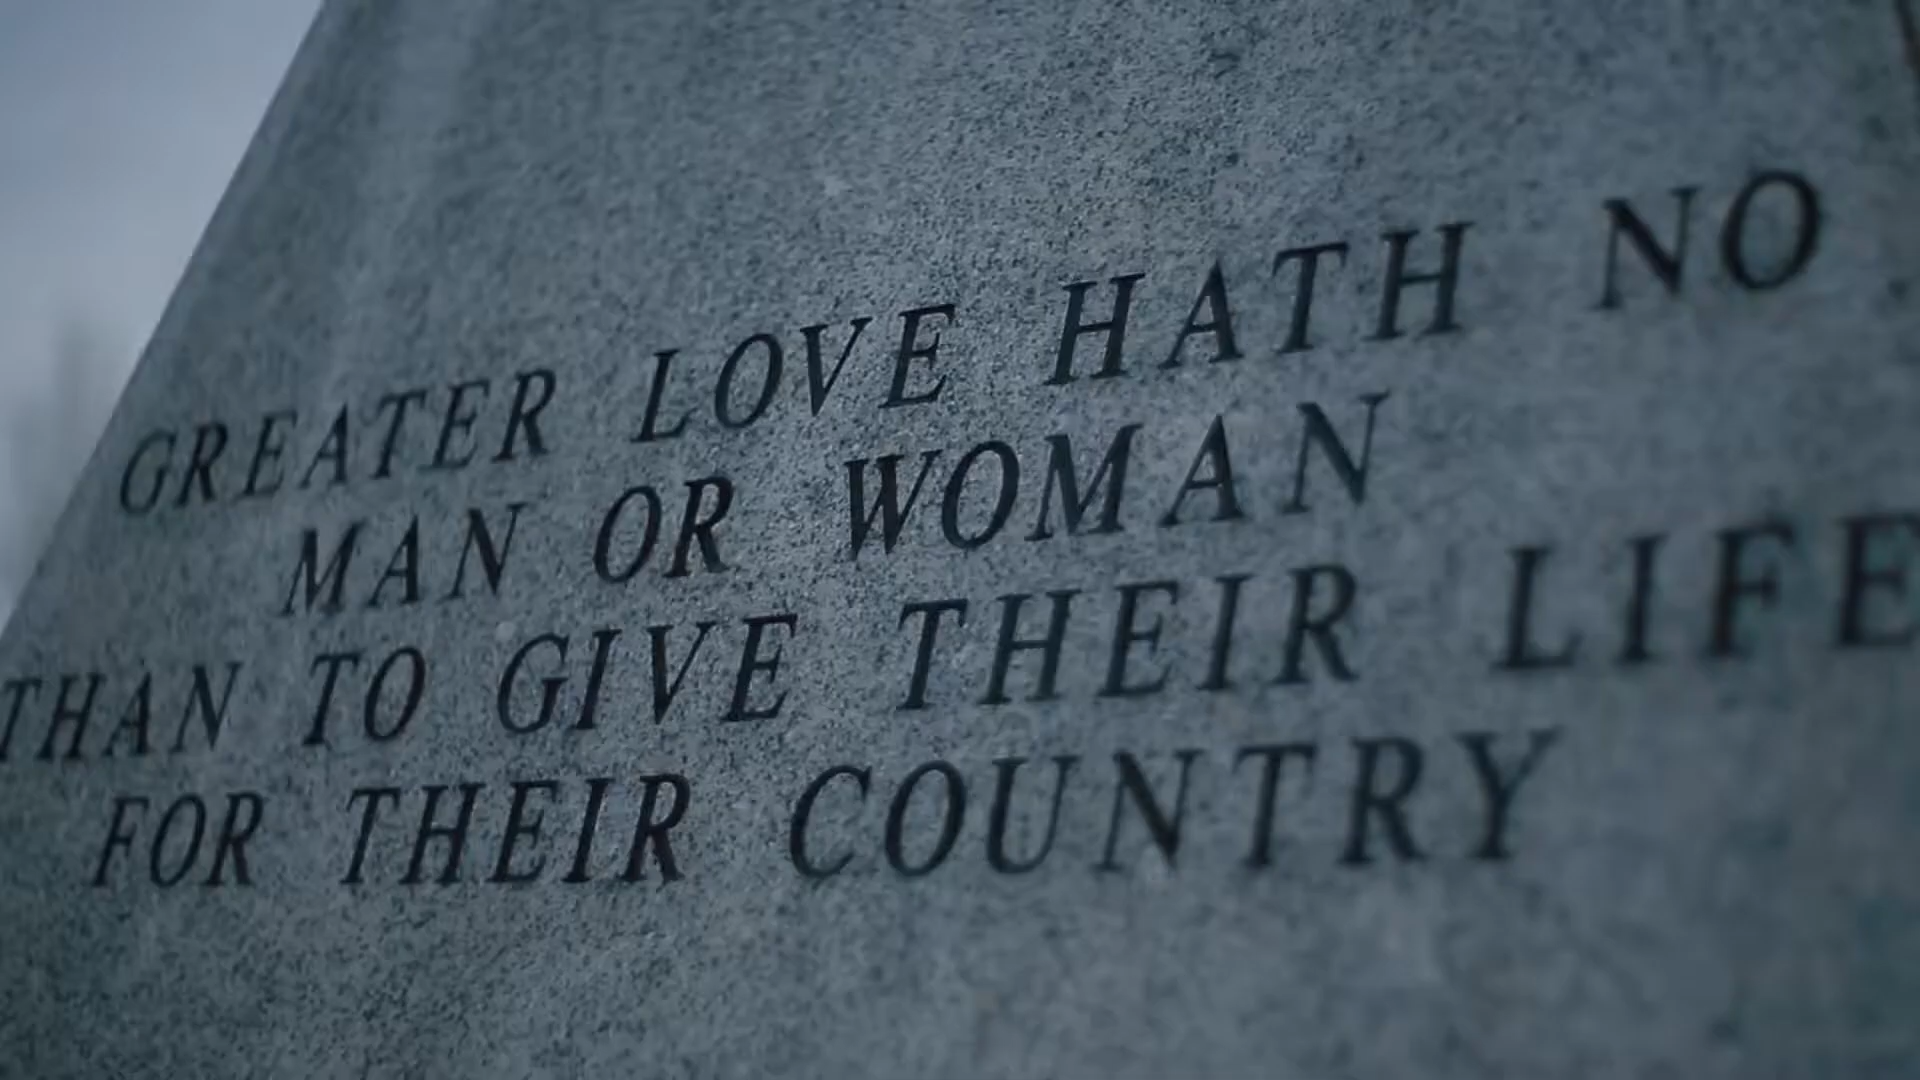 GREATER LOVE HATH NO
MAN OR WOMAN
THAN TO GIVE THEIR LIFE
FOR THEIR COUNTRY